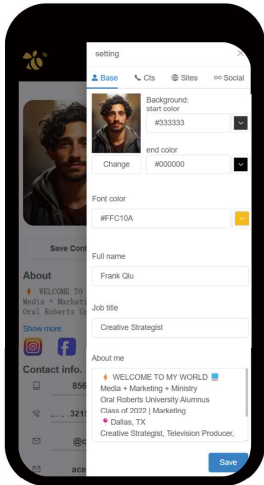 setting
Base Cts Sites Social
Background:
start color
#333333
end color
Change #000000
Font color
#FFC10A
Full name
Frank Qiu
Job title
Creative Strategist
About me
WELCOME TO MY WORLD
Media + Marketing + Ministry
Oral Roberts University Alumnus
Class of 2022 | Marketing
Dallas, TX
Creative Strategist, Television Producer,
Save
Save Cont
About
WELCOME TO
Media + Marketi
Oral Roberts Un
Show more
Contact info.
856
3215
@c
ace